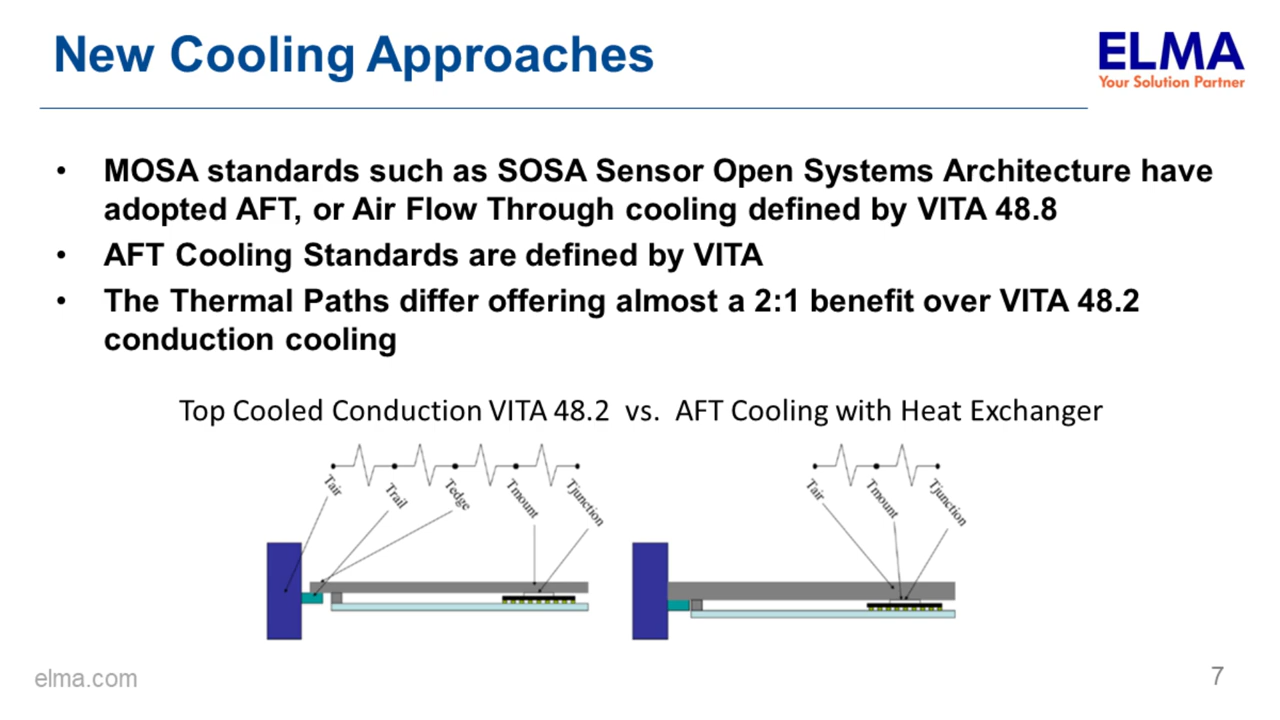 New Cooling Approaches
ELMA
Your Solution Partner
• MOSA standards such as SOSA Sensor Open Systems Architecture have
adopted AFT, or Air Flow Through cooling defined by VITA 48.8
• AFT Cooling Standards are defined by VITA
• The Thermal Paths differ offering almost a 2:1 benefit over VITA 48.2
conduction cooling
Top Cooled Conduction VITA 48.2 vs. AFT Cooling with Heat Exchanger
Tair
Trail
Tedge
Tmount
Tjunction
Tair
Tmount
Tjunction
elma.com
7